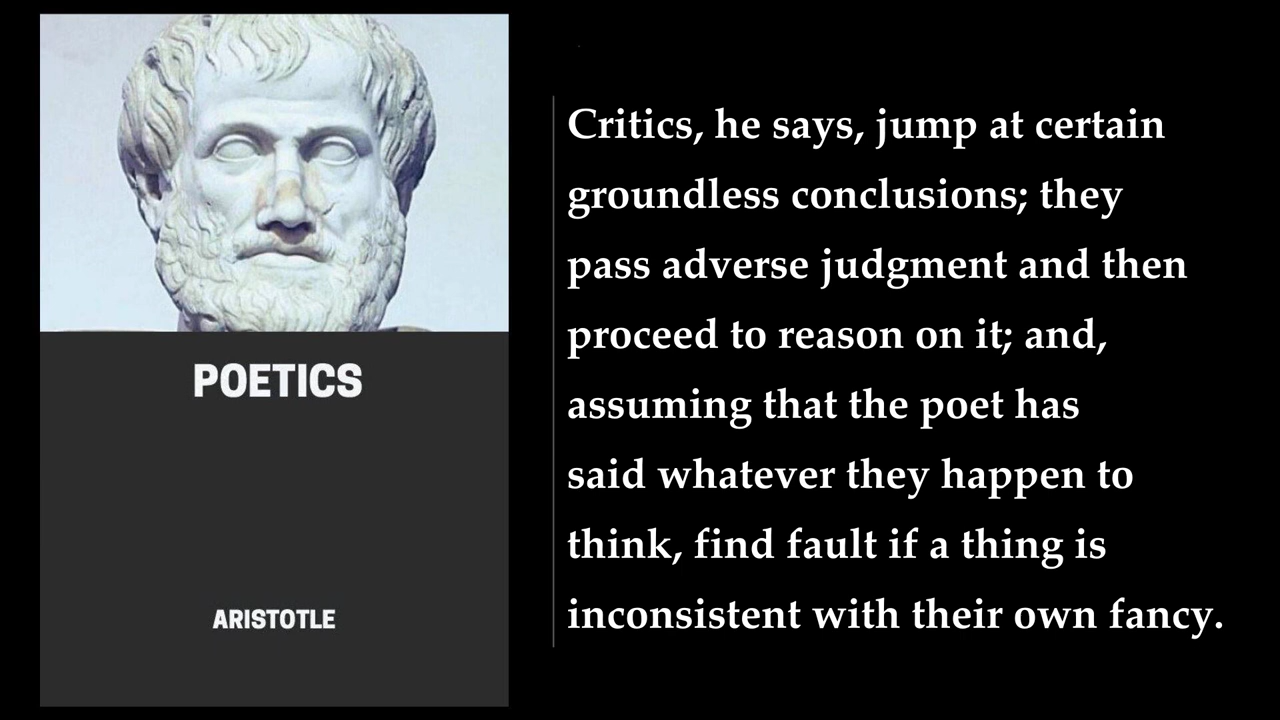 POETICS
ARISTOTLE
Critics, he says, jump at certain
groundless conclusions; they
pass adverse judgment and then
proceed to reason on it; and,
assuming that the poet has
said whatever they happen to
think, find fault if a thing is
inconsistent with their own fancy.